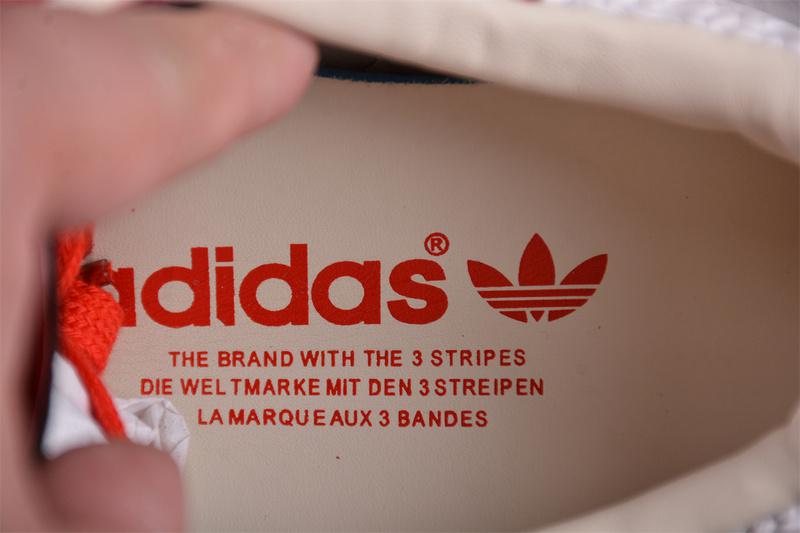 adidas®
THE BRAND WITH THE 3 STRIPES
DIE WELTMARKE MIT DEN 3 STREIPEN
LA MARQUE AUX 3 BANDES